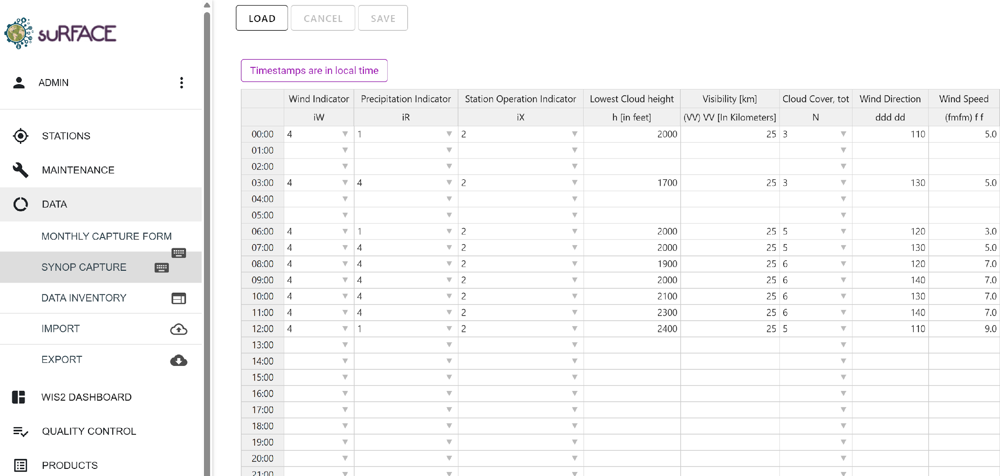 suRFACE
ADMIN
STATIONS
MAINTENANCE
DATA
MONTHLY CAPTURE FORM
SYNOP CAPTURE
DATA INVENTORY
IMPORT
EXPORT
WIS2 DASHBOARD
QUALITY CONTROL
PRODUCTS
LOAD CANCEL SAVE
Timestamps are in local time
Wind Indicator Precipitation Indicator Station Operation Indicator Lowest Cloud height Visibility [km] Cloud Cover, tot Wind Direction Wind Speed
iW iR iX h [in feet] (VV) VV [In Kilometers] N ddd dd (fmfm) f f
00:00 4 1 2 2000 25 3 110 5.0
01:00
02:00
03:00 4 4 2 1700 25 3 130 5.0
04:00
05:00
06:00 4 1 2 2000 25 5 120 3.0
07:00 4 4 2 2000 25 5 130 5.0
08:00 4 4 2 1900 25 6 120 7.0
09:00 4 4 2 2000 25 6 140 7.0
10:00 4 4 2 2100 25 6 130 7.0
11:00 4 4 2 2300 25 6 140 7.0
12:00 4 1 2 2400 25 5 110 9.0
13:00
14:00
15:00
16:00
17:00
18:00
19:00
20:00
21:00